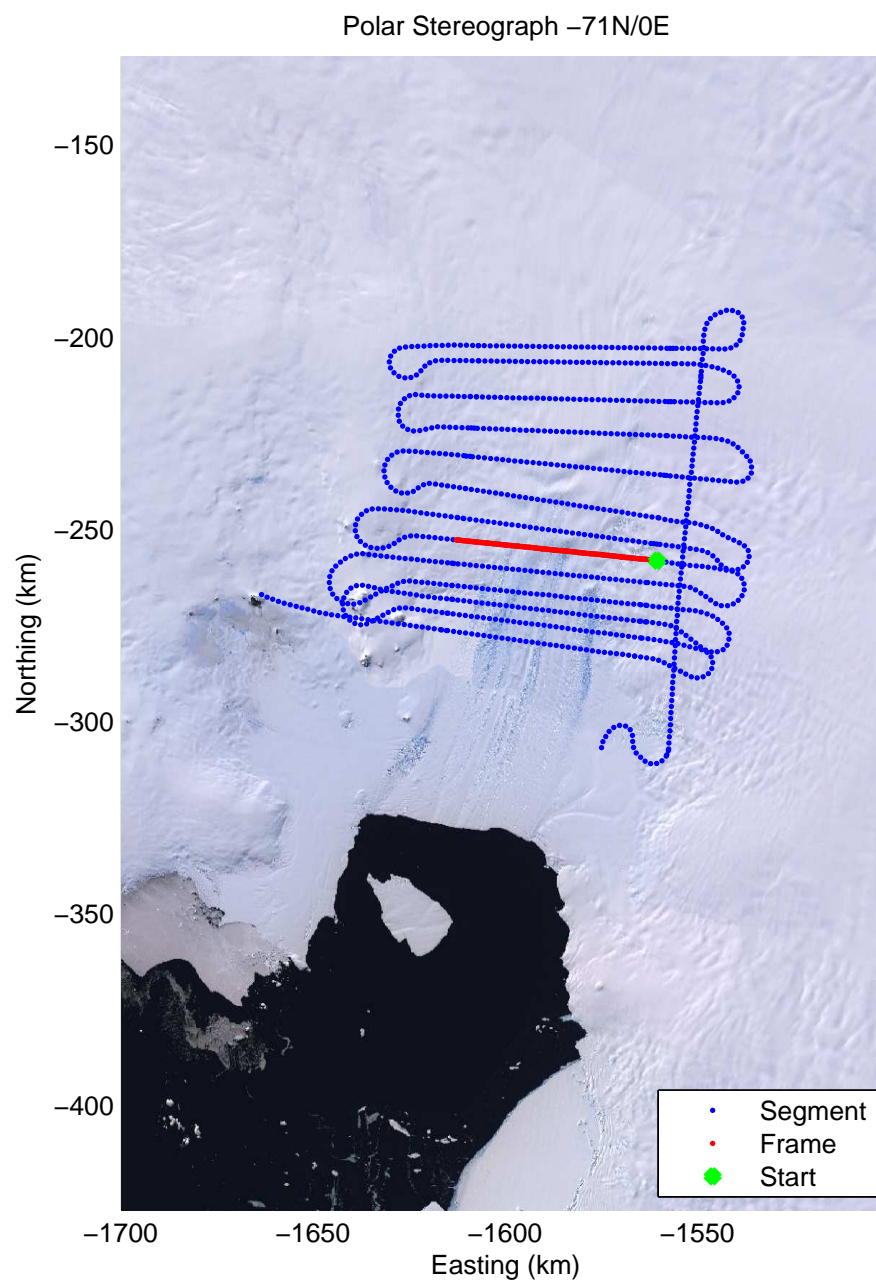 Polar Stereograph −71N/0E
−150
−200
−250
−300
−350
−400
Northing (km)
−1700 −1650 −1600 −1550
Easting (km)
Segment
Frame
Start